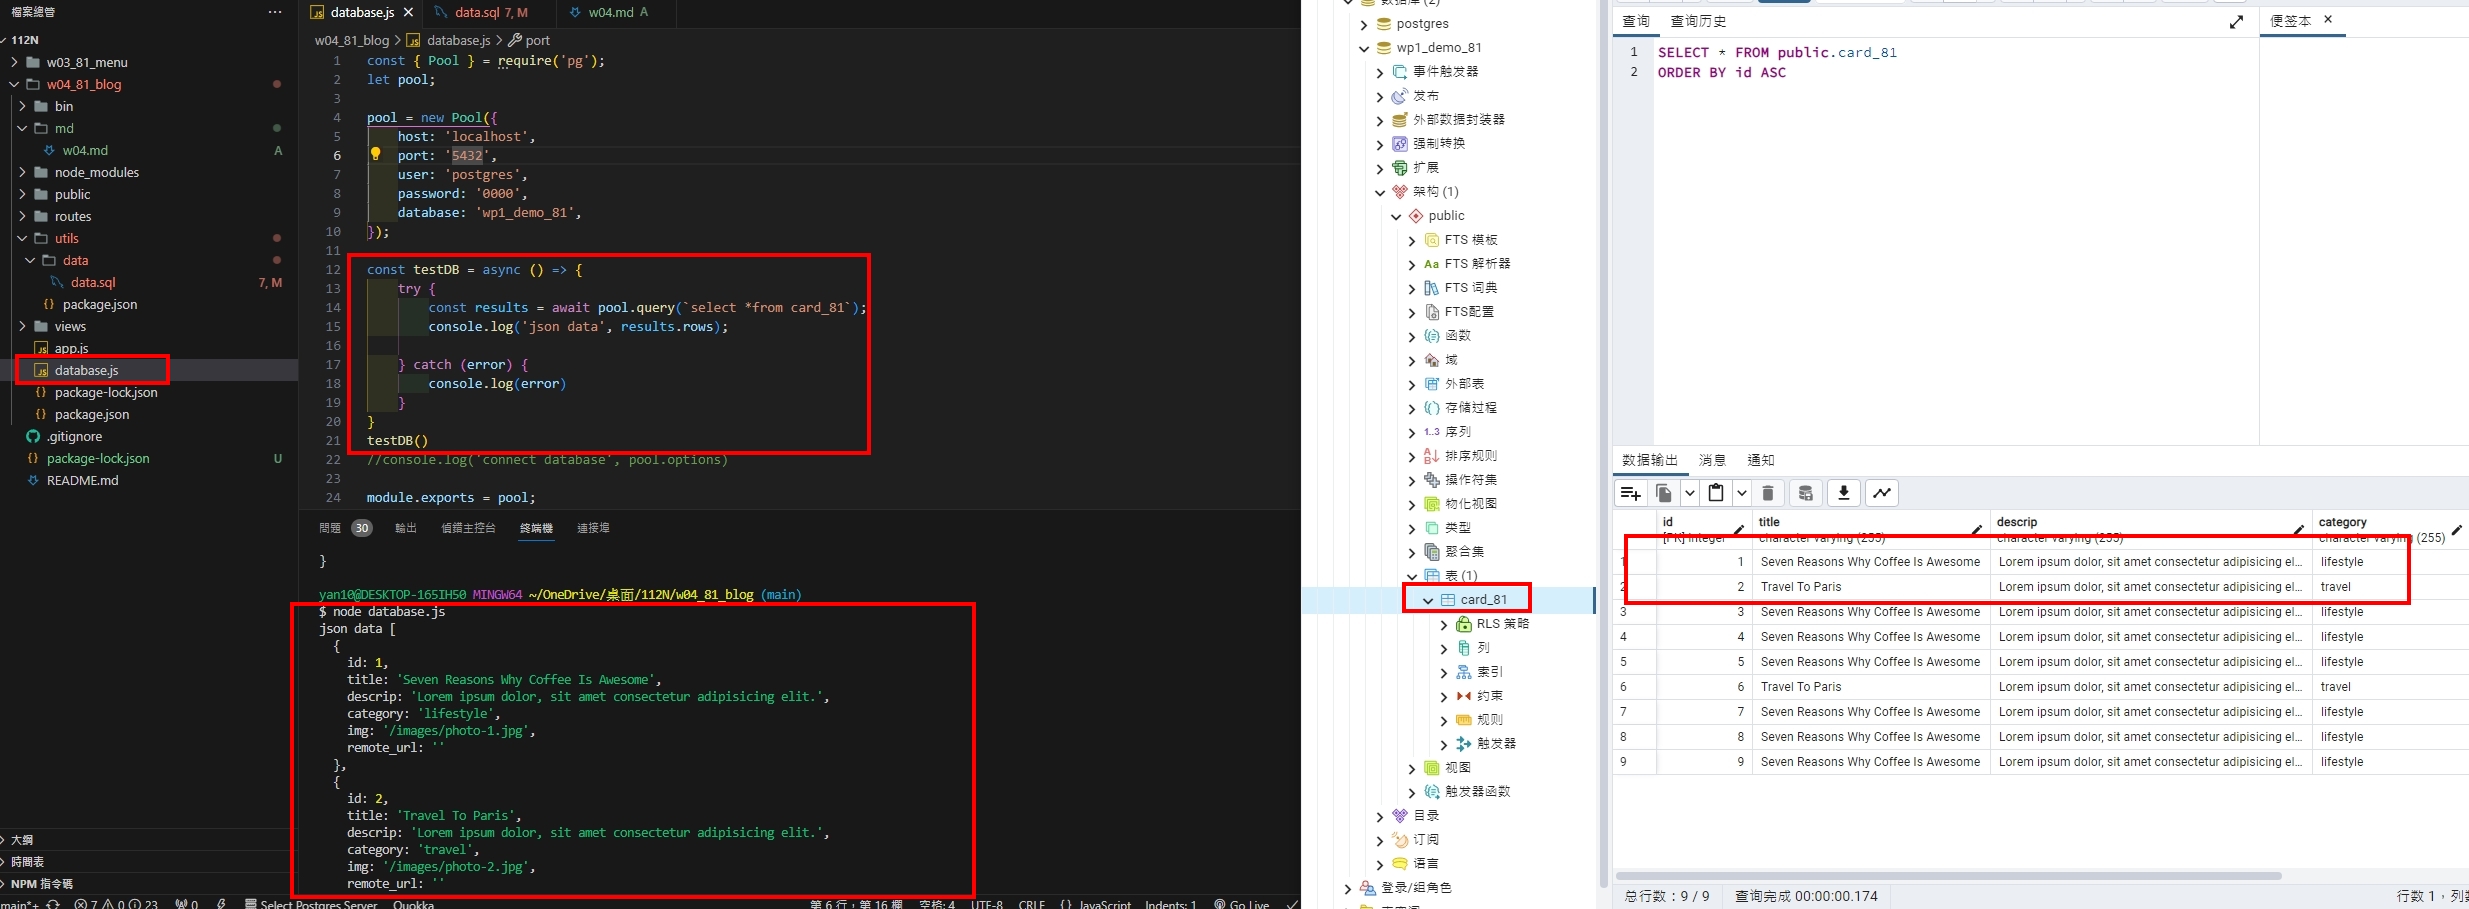 檔案總管
112N
w03_81_menu
w04_81_blog
bin
md
w04.md A
node_modules
public
routes
utils
data
data.sql 7, M
package.json
views
app.js
database.js
package-lock.json
package.json
.gitignore
package-lock.json U
README.md
大綱
時間表
NPM 指令碼
database.js
data.sql 7, M
w04.md A
w04_81_blog > database.js > port
1 const { Pool } = require('pg');
2 let pool;
3
4 pool = new Pool({
5 host: 'localhost',
6 port: '5432',
7 user: 'postgres',
8 password: '0000',
9 database: 'wp1_demo_81',
10 });
11
12 const testDB = async () => {
13 try {
14 const results = await pool.query(`select *from card_81`);
15 console.log('json data', results.rows);
16
17 } catch (error) {
18 console.log(error)
19 }
20 }
21 testDB()
22 //console.log('connect database', pool.options)
23
24 module.exports = pool;
問題 30 輸出 偵錯主控台 終端機 連接埠
}
yan10@DESKTOP-165IH50 MINGW64 ~/OneDrive/桌面/112N/w04_81_blog (main)
$ node database.js
json data [
{
id: 1,
title: 'Seven Reasons Why Coffee Is Awesome',
descrip: 'Lorem ipsum dolor, sit amet consectetur adipisicing elit.',
category: 'lifestyle',
img: '/images/photo-1.jpg',
remote_url: ''
},
{
id: 2,
title: 'Travel To Paris',
descrip: 'Lorem ipsum dolor, sit amet consectetur adipisicing elit.',
category: 'travel',
img: '/images/photo-2.jpg',
remote_url: ''
main*+ 7 0 23 0 Select Postgres Server Quokka 第 6 行，第 16 欄 空格: 4 UTF-8 CRLF {} JavaScript Indents: 1 Go Live
数据库 (2)
postgres
wp1_demo_81
事件触发器
发布
外部数据封装器
强制转换
扩展
架构 (1)
public
FTS 模板
FTS 解析器
FTS 词典
FTS配置
函数
域
外部表
存储过程
序列
排序规则
操作符集
物化视图
类型
聚合集
表 (1)
card_81
RLS 策略
列
索引
约束
规则
触发器
视图
触发器函数
目录
订阅
语言
登录/组角色
查询 查询历史
便签本
1 SELECT * FROM public.card_81
2 ORDER BY id ASC
数据输出 消息 通知
id title descrip category
[PK] integer character varying (255) character varying (255) character varying (255)
1 1 Seven Reasons Why Coffee Is Awesome Lorem ipsum dolor, sit amet consectetur adipisicing el... lifestyle
2 2 Travel To Paris Lorem ipsum dolor, sit amet consectetur adipisicing el... travel
3 3 Seven Reasons Why Coffee Is Awesome Lorem ipsum dolor, sit amet consectetur adipisicing el... lifestyle
4 4 Seven Reasons Why Coffee Is Awesome Lorem ipsum dolor, sit amet consectetur adipisicing el... lifestyle
5 5 Seven Reasons Why Coffee Is Awesome Lorem ipsum dolor, sit amet consectetur adipisicing el... lifestyle
6 6 Travel To Paris Lorem ipsum dolor, sit amet consectetur adipisicing el... travel
7 7 Seven Reasons Why Coffee Is Awesome Lorem ipsum dolor, sit amet consectetur adipisicing el... lifestyle
8 8 Seven Reasons Why Coffee Is Awesome Lorem ipsum dolor, sit amet consectetur adipisicing el... lifestyle
9 9 Seven Reasons Why Coffee Is Awesome Lorem ipsum dolor, sit amet consectetur adipisicing el... lifestyle
总行数：9 / 9 查询完成 00:00:00.174 行数 1，列